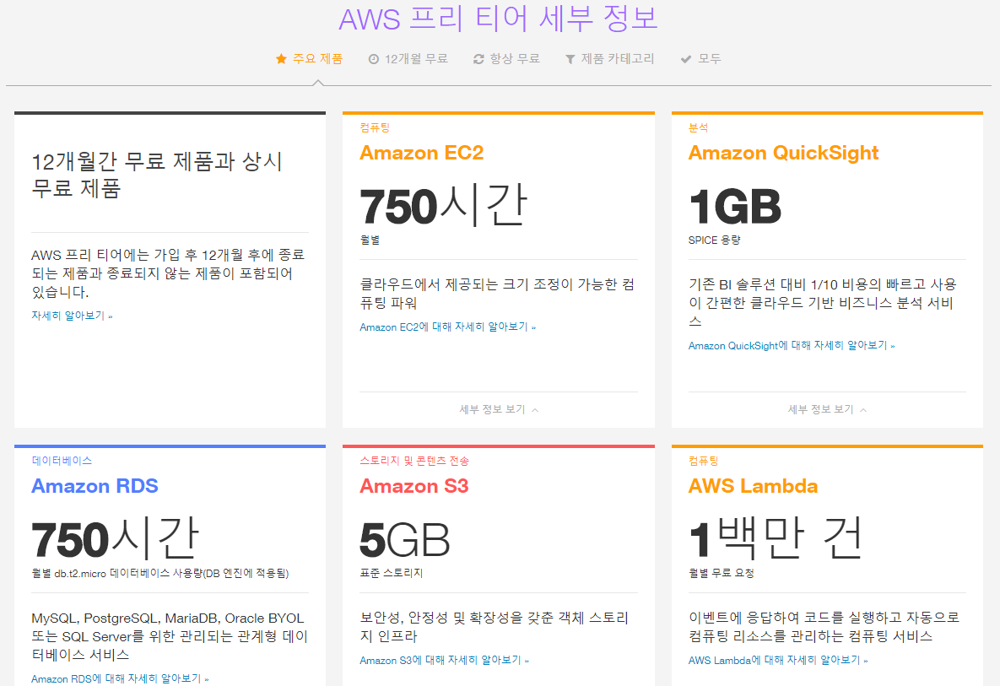 AWS 프리 티어 세부 정보
주요 제품
12개월 무료
항상 무료
제품 카테고리
모두
12개월간 무료 제품과 상시
무료 제품
AWS 프리 티어에는 가입 후 12개월 후에 종료
되는 제품과 종료되지 않는 제품이 포함되어
있습니다.
자세히 알아보기 »
컴퓨팅
Amazon EC2
750시간
월별
클라우드에서 제공되는 크기 조정이 가능한 컴
퓨팅 파워
Amazon EC2에 대해 자세히 알아보기 »
세부 정보 보기
분석
Amazon QuickSight
1GB
SPICE 용량
기존 BI 솔루션 대비 1/10 비용의 빠르고 사용
이 간편한 클라우드 기반 비즈니스 분석 서비
스
Amazon QuickSight에 대해 자세히 알아보기 »
세부 정보 보기
데이터베이스
Amazon RDS
750시간
월별 db.t2.micro 데이터베이스 사용량(DB 엔진에 적용됨)
MySQL, PostgreSQL, MariaDB, Oracle BYOL
또는 SQL Server를 위한 관리되는 관계형 데이
터베이스 서비스
Amazon RDS에 대해 자세히 알아보기 »
스토리지 및 콘텐츠 전송
Amazon S3
5GB
표준 스토리지
보안성, 안정성 및 확장성을 갖춘 객체 스토리
지 인프라
Amazon S3에 대해 자세히 알아보기 »
컴퓨팅
AWS Lambda
1백만 건
월별 무료 요청
이벤트에 응답하여 코드를 실행하고 자동으로
컴퓨팅 리소스를 관리하는 컴퓨팅 서비스
AWS Lambda에 대해 자세히 알아보기 »